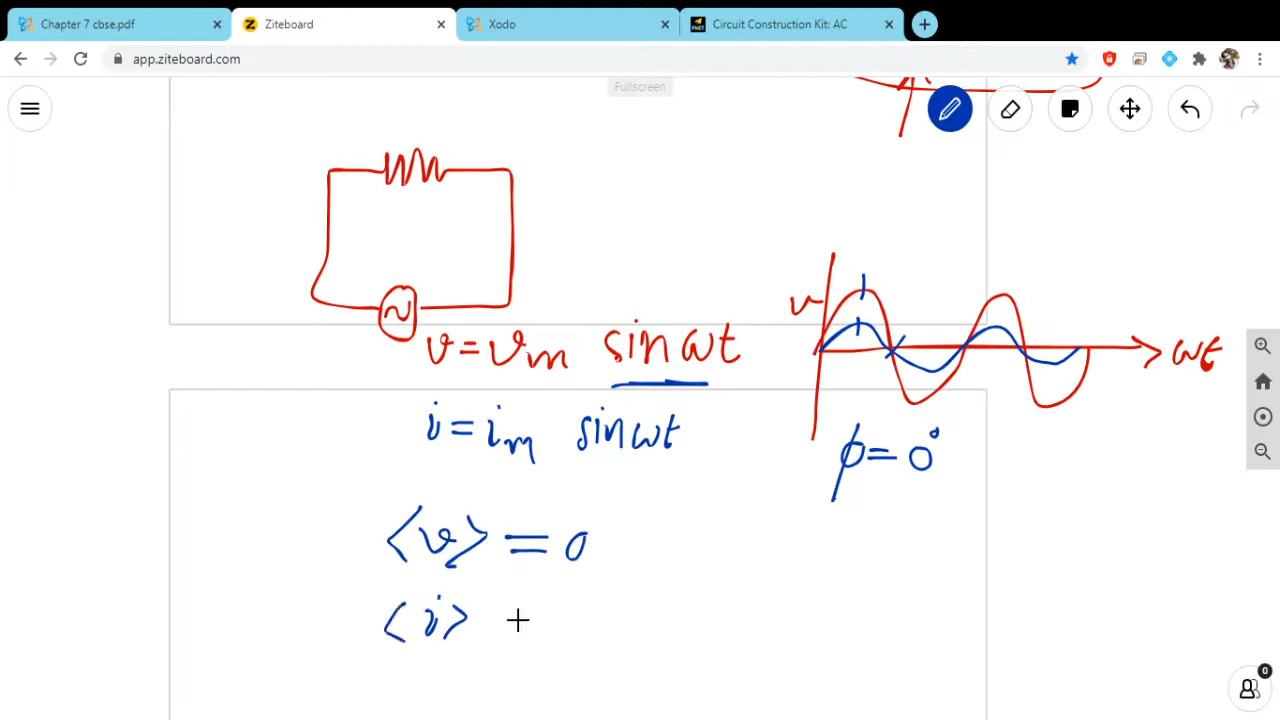 Chapter 7 cbse.pdf
Ziteboard
Xodo
Circuit Construction Kit: AC
app.ziteboard.com
Fullscreen
~
v = vm sin ωt
i = im sin ωt
v
ωt
ϕ = 0°
<v> = 0
<i>
0